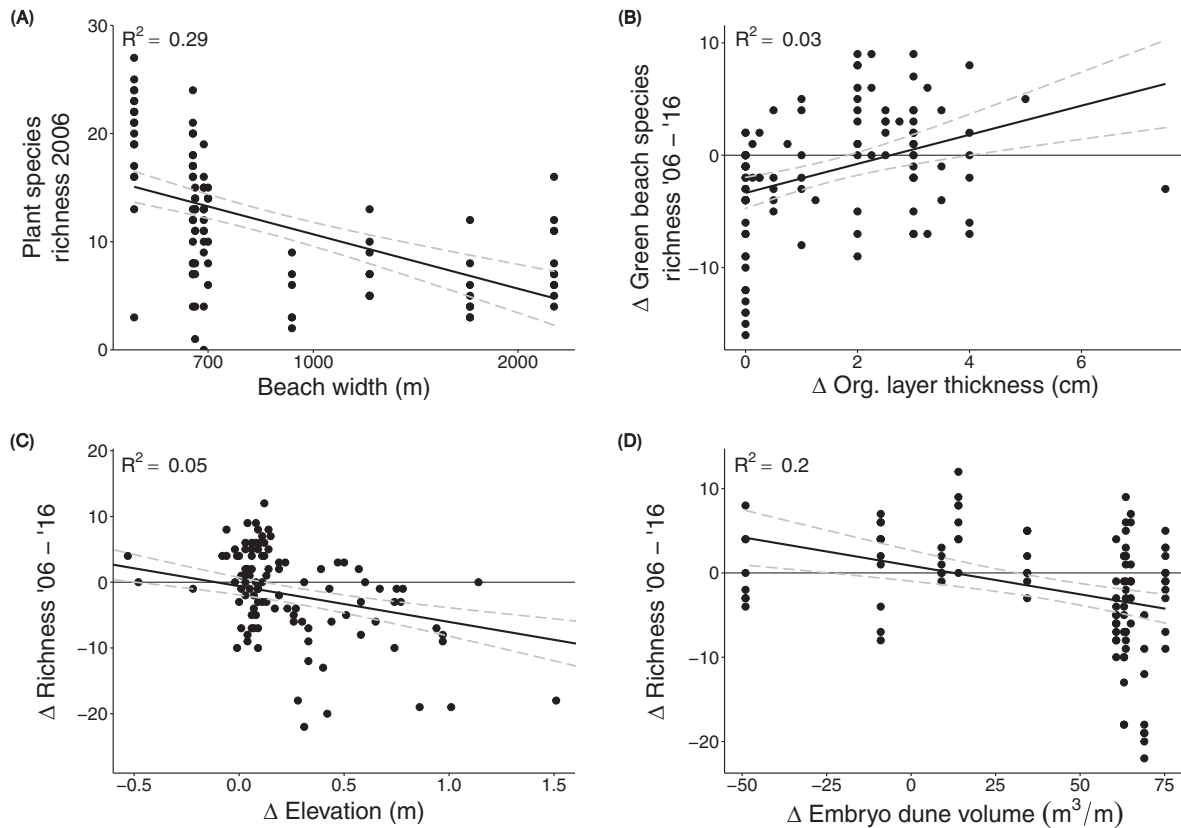 (A)
R² = 0.29
Plant species
richness 2006
30
20
10
0
700 1000 2000
Beach width (m)
(B)
R² = 0.03
Δ Green beach species
richness '06 – '16
10
0
−10
0 2 4 6
Δ Org. layer thickness (cm)
(C)
R² = 0.05
Δ Richness '06 – '16
20
10
0
−10
−20
−0.5 0.0 0.5 1.0 1.5
Δ Elevation (m)
(D)
R² = 0.2
Δ Richness '06 – '16
10
0
−10
−20
−50 −25 0 25 50 75
Δ Embryo dune volume (m³/m)